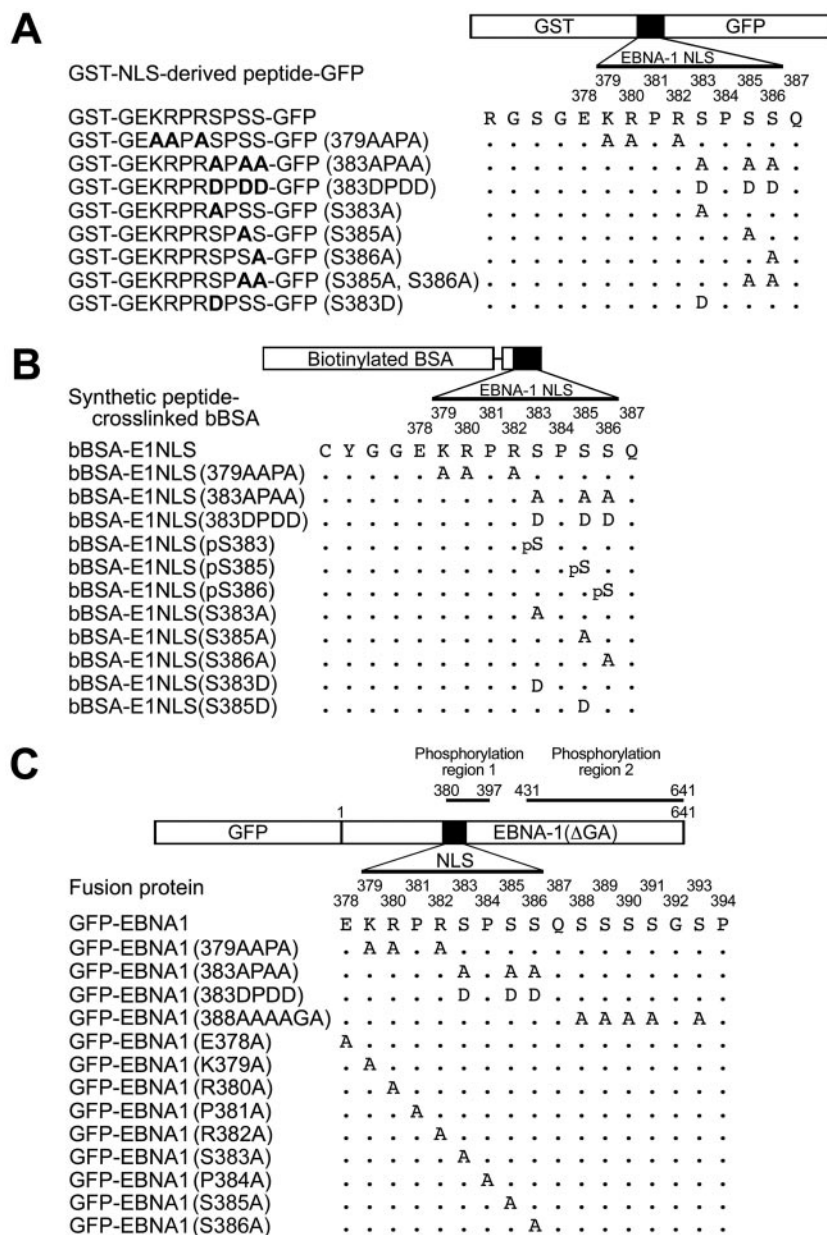 A
GST GFP
EBNA-1 NLS
GST-NLS-derived peptide-GFP
379 381 383 385 387
378 380 382 384 386
GST-GEKRPRSPSS-GFP R G S G E K R P R S P S S Q
GST-GEAAPASPSS-GFP (379AAPA) . . . . . A A . A . . . . .
GST-GEKRPRAPAA-GFP (383APAA) . . . . . . . . . A . A A .
GST-GEKRPRDPDD-GFP (383DPDD) . . . . . . . . . D . D D .
GST-GEKRPRAPSS-GFP (S383A) . . . . . . . . . A . . . .
GST-GEKRPRSPAS-GFP (S385A) . . . . . . . . . . . A . .
GST-GEKRPRSPSA-GFP (S386A) . . . . . . . . . . . . A .
GST-GEKRPRSPAA-GFP (S385A, S386A) . . . . . . . . . . . A A .
GST-GEKRPRDPSS-GFP (S383D) . . . . . . . . . D . . . .
B
Biotinylated BSA
EBNA-1 NLS
Synthetic peptide-
crosslinked bBSA
379 381 383 385 387
378 380 382 384 386
bBSA-E1NLS C Y G G E K R P R S P S S Q
bBSA-E1NLS(379AAPA) . . . . . A A . A . . . . .
bBSA-E1NLS(383APAA) . . . . . . . . . A . A A .
bBSA-E1NLS(383DPDD) . . . . . . . . . D . D D .
bBSA-E1NLS(pS383) . . . . . . . . . pS . . . .
bBSA-E1NLS(pS385) . . . . . . . . . . . pS . .
bBSA-E1NLS(pS386) . . . . . . . . . . . . pS .
bBSA-E1NLS(S383A) . . . . . . . . . A . . . .
bBSA-E1NLS(S385A) . . . . . . . . . . . A . .
bBSA-E1NLS(S386A) . . . . . . . . . . . . A .
bBSA-E1NLS(S383D) . . . . . . . . . D . . . .
bBSA-E1NLS(S385D) . . . . . . . . . . . D . .
C
Phosphorylation region 1 Phosphorylation region 2
380 397 431 641
1 641
GFP EBNA-1(ΔGA)
NLS
Fusion protein
379 381 383 385 387 389 391 393
378 380 382 384 386 388 390 392 394
GFP-EBNA1 E K R P R S P S S Q S S S S G S P
GFP-EBNA1(379AAPA) . A A . A . . . . . . . . . . . .
GFP-EBNA1(383APAA) . . . . . A . A A . . . . . . . .
GFP-EBNA1(383DPDD) . . . . . D . D D . . . . . . . .
GFP-EBNA1(388AAAAGA) . . . . . . . . . . A A A A . A .
GFP-EBNA1(E378A) A . . . . . . . . . . . . . . . .
GFP-EBNA1(K379A) . A . . . . . . . . . . . . . . .
GFP-EBNA1(R380A) . . A . . . . . . . . . . . . . .
GFP-EBNA1(P381A) . . . A . . . . . . . . . . . . .
GFP-EBNA1(R382A) . . . . A . . . . . . . . . . . .
GFP-EBNA1(S383A) . . . . . A . . . . . . . . . . .
GFP-EBNA1(P384A) . . . . . . A . . . . . . . . . .
GFP-EBNA1(S385A) . . . . . . . A . . . . . . . . .
GFP-EBNA1(S386A) . . . . . . . . A . . . . . . . .